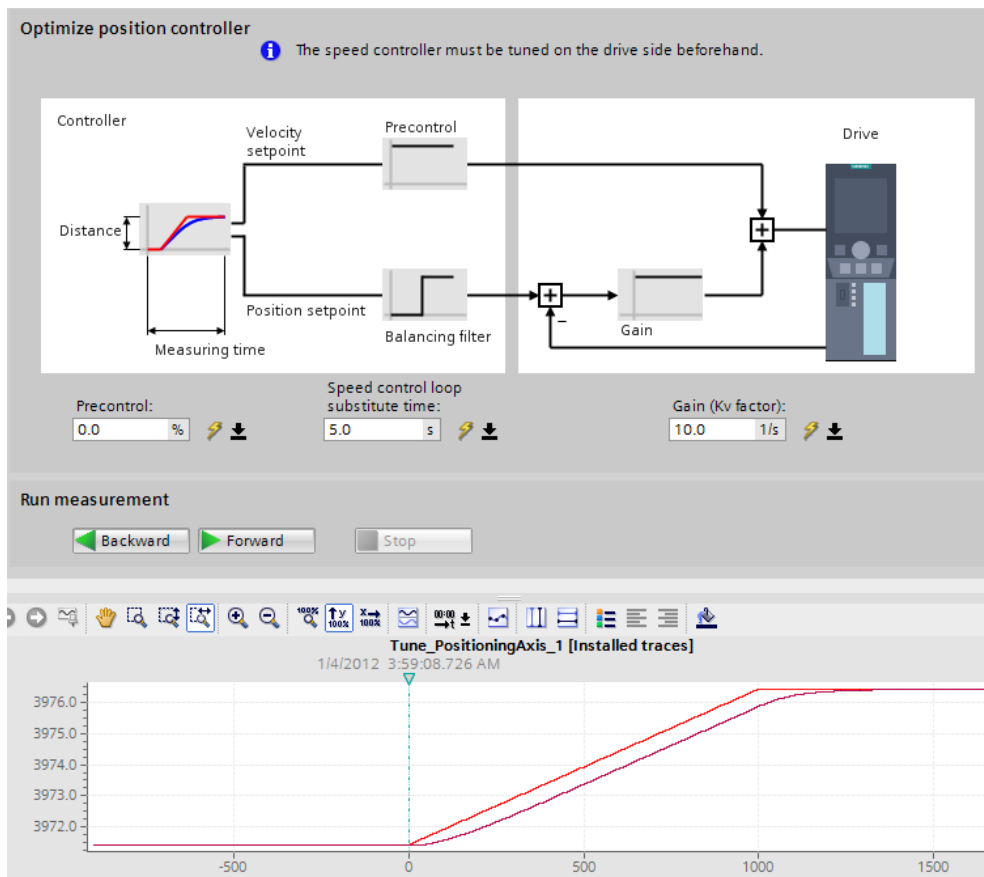 Optimize position controller
The speed controller must be tuned on the drive side beforehand.
Controller
Velocity
setpoint
Precontrol
Drive
Distance
Position setpoint
Balancing filter
Gain
Measuring time
Precontrol:
0.0 %
Speed control loop
substitute time:
5.0 s
Gain (Kv factor):
10.0 1/s
Run measurement
Backward
Forward
Stop
Tune_PositioningAxis_1 [Installed traces]
1/4/2012 3:59:08.726 AM
3976.0
3975.0
3974.0
3973.0
3972.0
-500 0 500 1000 1500